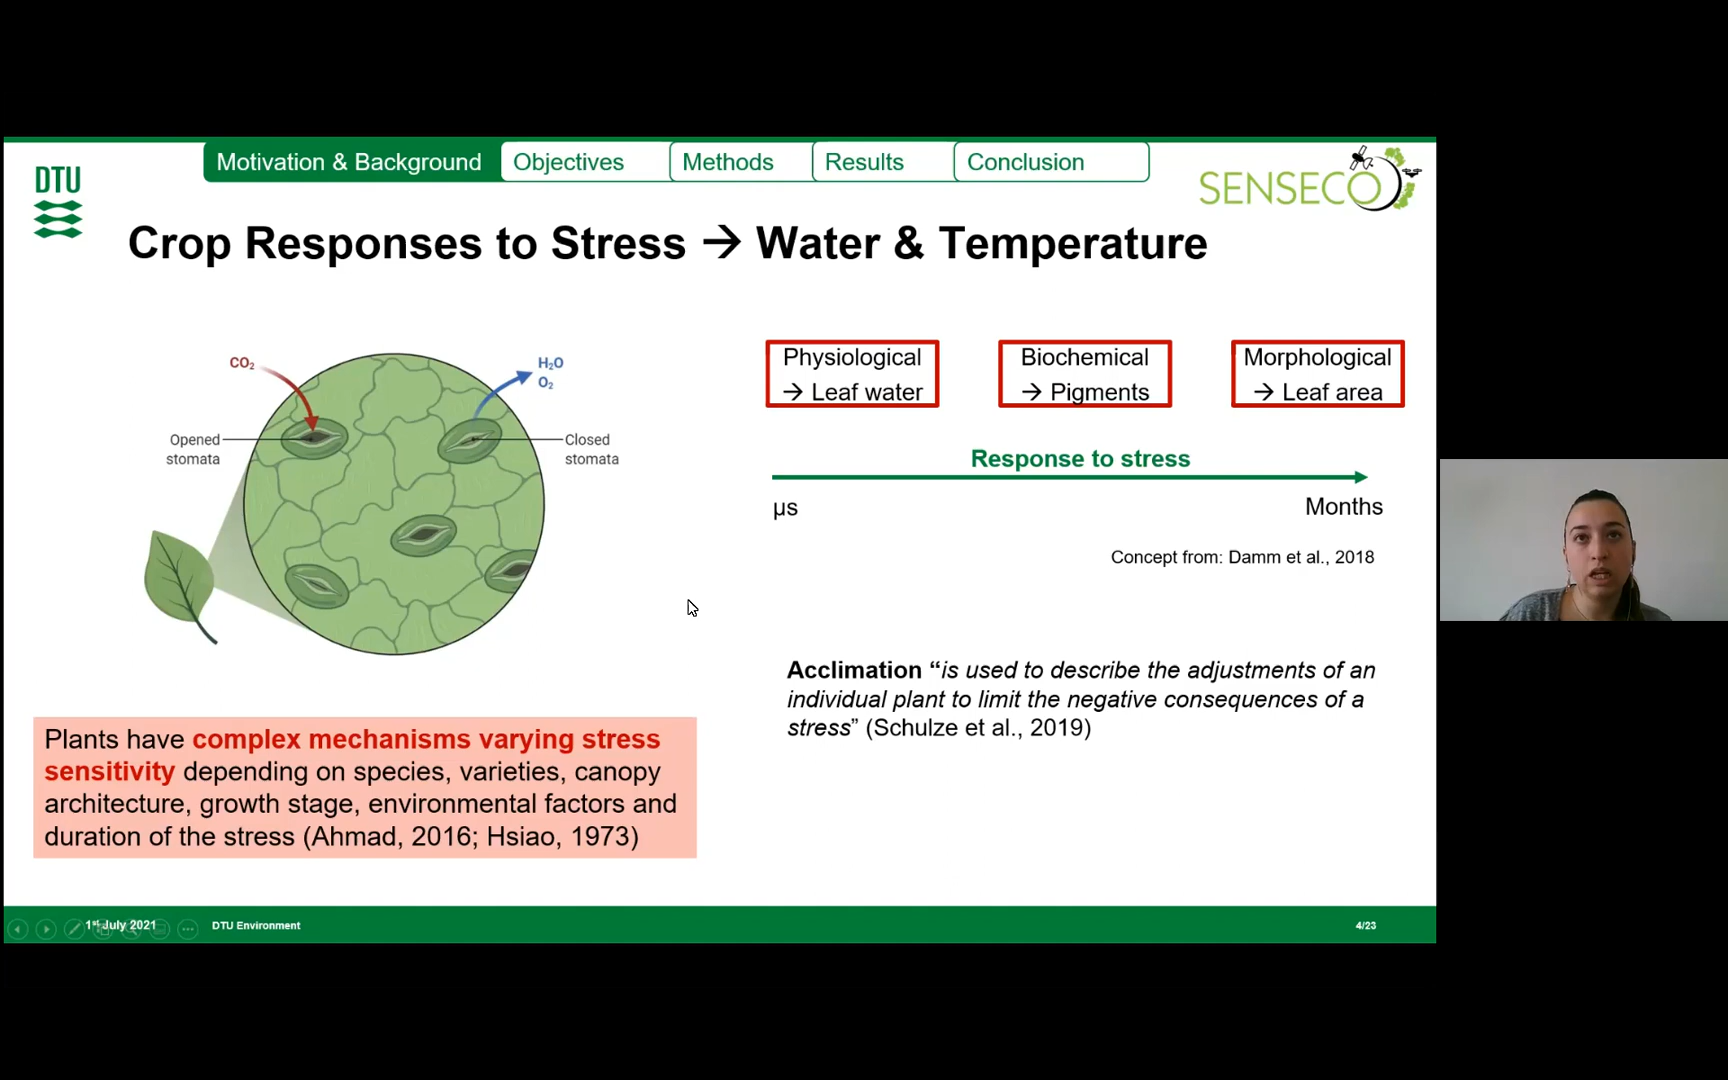 DTU
Motivation & Background
Objectives
Methods
Results
Conclusion
SENSECO
Crop Responses to Stress → Water & Temperature
CO₂
H₂O
O₂
Opened
stomata
Closed
stomata
Physiological
→ Leaf water
Biochemical
→ Pigments
Morphological
→ Leaf area
Response to stress
µs
Months
Concept from: Damm et al., 2018
Acclimation “is used to describe the adjustments of an
individual plant to limit the negative consequences of a
stress” (Schulze et al., 2019)
Plants have complex mechanisms varying stress
sensitivity depending on species, varieties, canopy
architecture, growth stage, environmental factors and
duration of the stress (Ahmad, 2016; Hsiao, 1973)
1st July 2021
DTU Environment
4/23